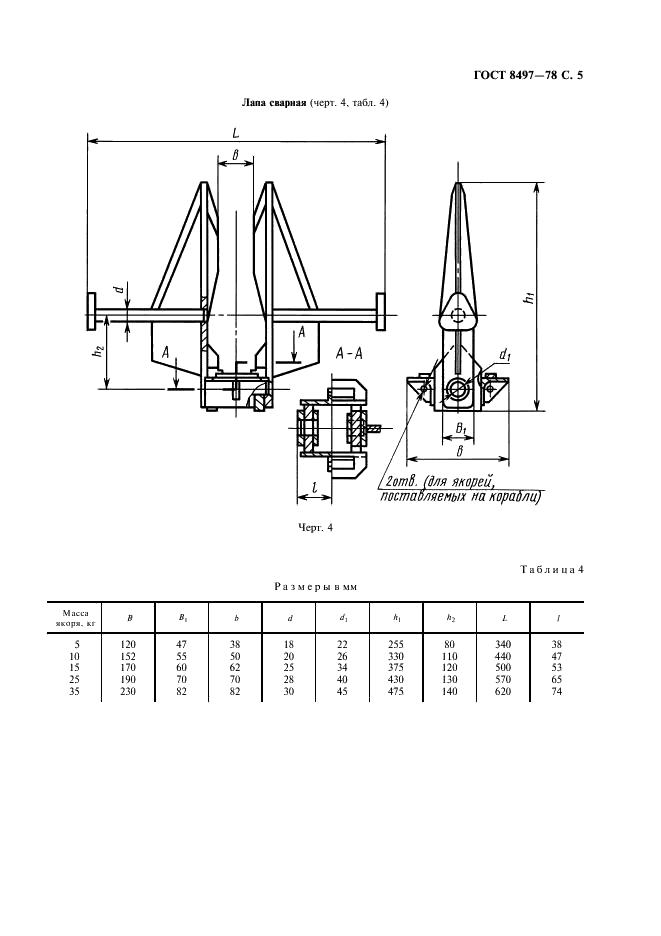 ГОСТ 8497—78 С. 5
Лапа сварная (черт. 4, табл. 4)
L
в
d
h₂
A
A
A-A
l
h₁
d₁
B₁
в
2отв. (для якорей,
поставляемых на корабли)
Черт. 4
Таблица 4
Размеры в мм
Масса якоря, кг B B₁ b d d₁ h₁ h₂ L l
5 120 47 38 18 22 255 80 340 38
10 152 55 50 20 26 330 110 440 47
15 170 60 62 25 34 375 120 500 53
25 190 70 70 28 40 430 130 570 65
35 230 82 82 30 45 475 140 620 74